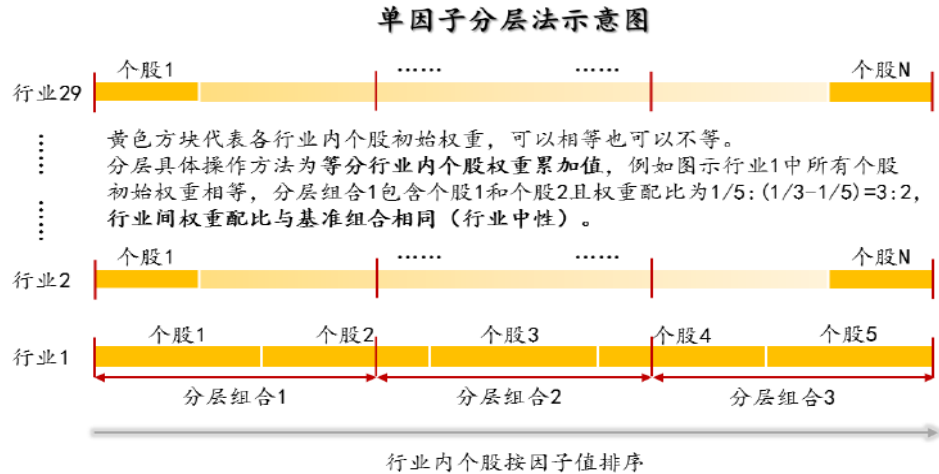 单因子分层法示意图
个股1 …… …… 个股N
行业29
……
黄色方块代表各行业内个股初始权重，可以相等也可以不等。
分层具体操作方法为等分行业内个股权重累加值，例如图示行业1中所有个股
初始权重相等，分层组合1包含个股1和个股2且权重配比为1/5:(1/3-1/5)=3:2，
……
行业间权重配比与基准组合相同（行业中性）。
个股1 …… …… 个股N
行业2
个股1 个股2 个股3 个股4 个股5
行业1
分层组合1 分层组合2 分层组合3
行业内个股按因子值排序